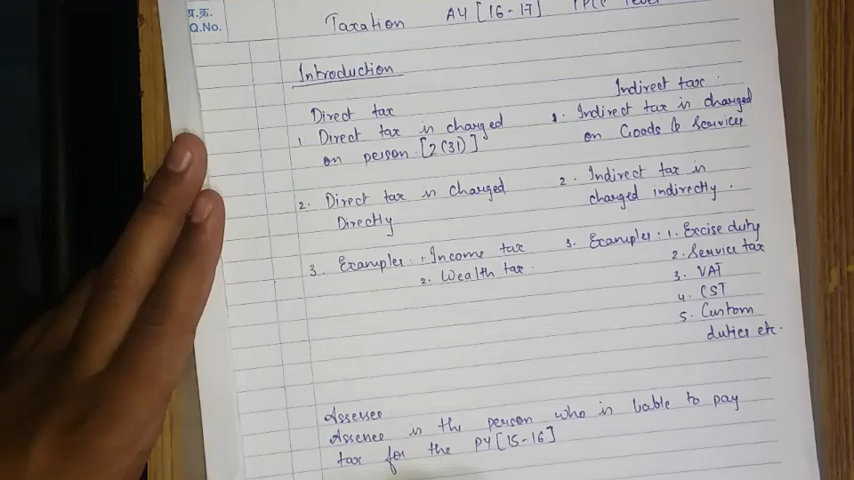 प्र.क्र.
Q.No.
Taxation AY [16-17] IPCC level
Introduction
Direct tax
1. Direct tax is charged
on person [2(31)]
2. Direct tax is charged
Directly
3. Examples: 1. Income tax
2. Wealth tax
Indirect tax.
1. Indirect tax is charged
on Goods & Services
2. Indirect tax is
charged indirectly.
3. Examples: 1. Excise duty
2. Service tax
3. VAT
4. CST
5. Custom
duties etc.
Assessee
Assessee is the person who is liable to pay
tax for the PY [15-16]